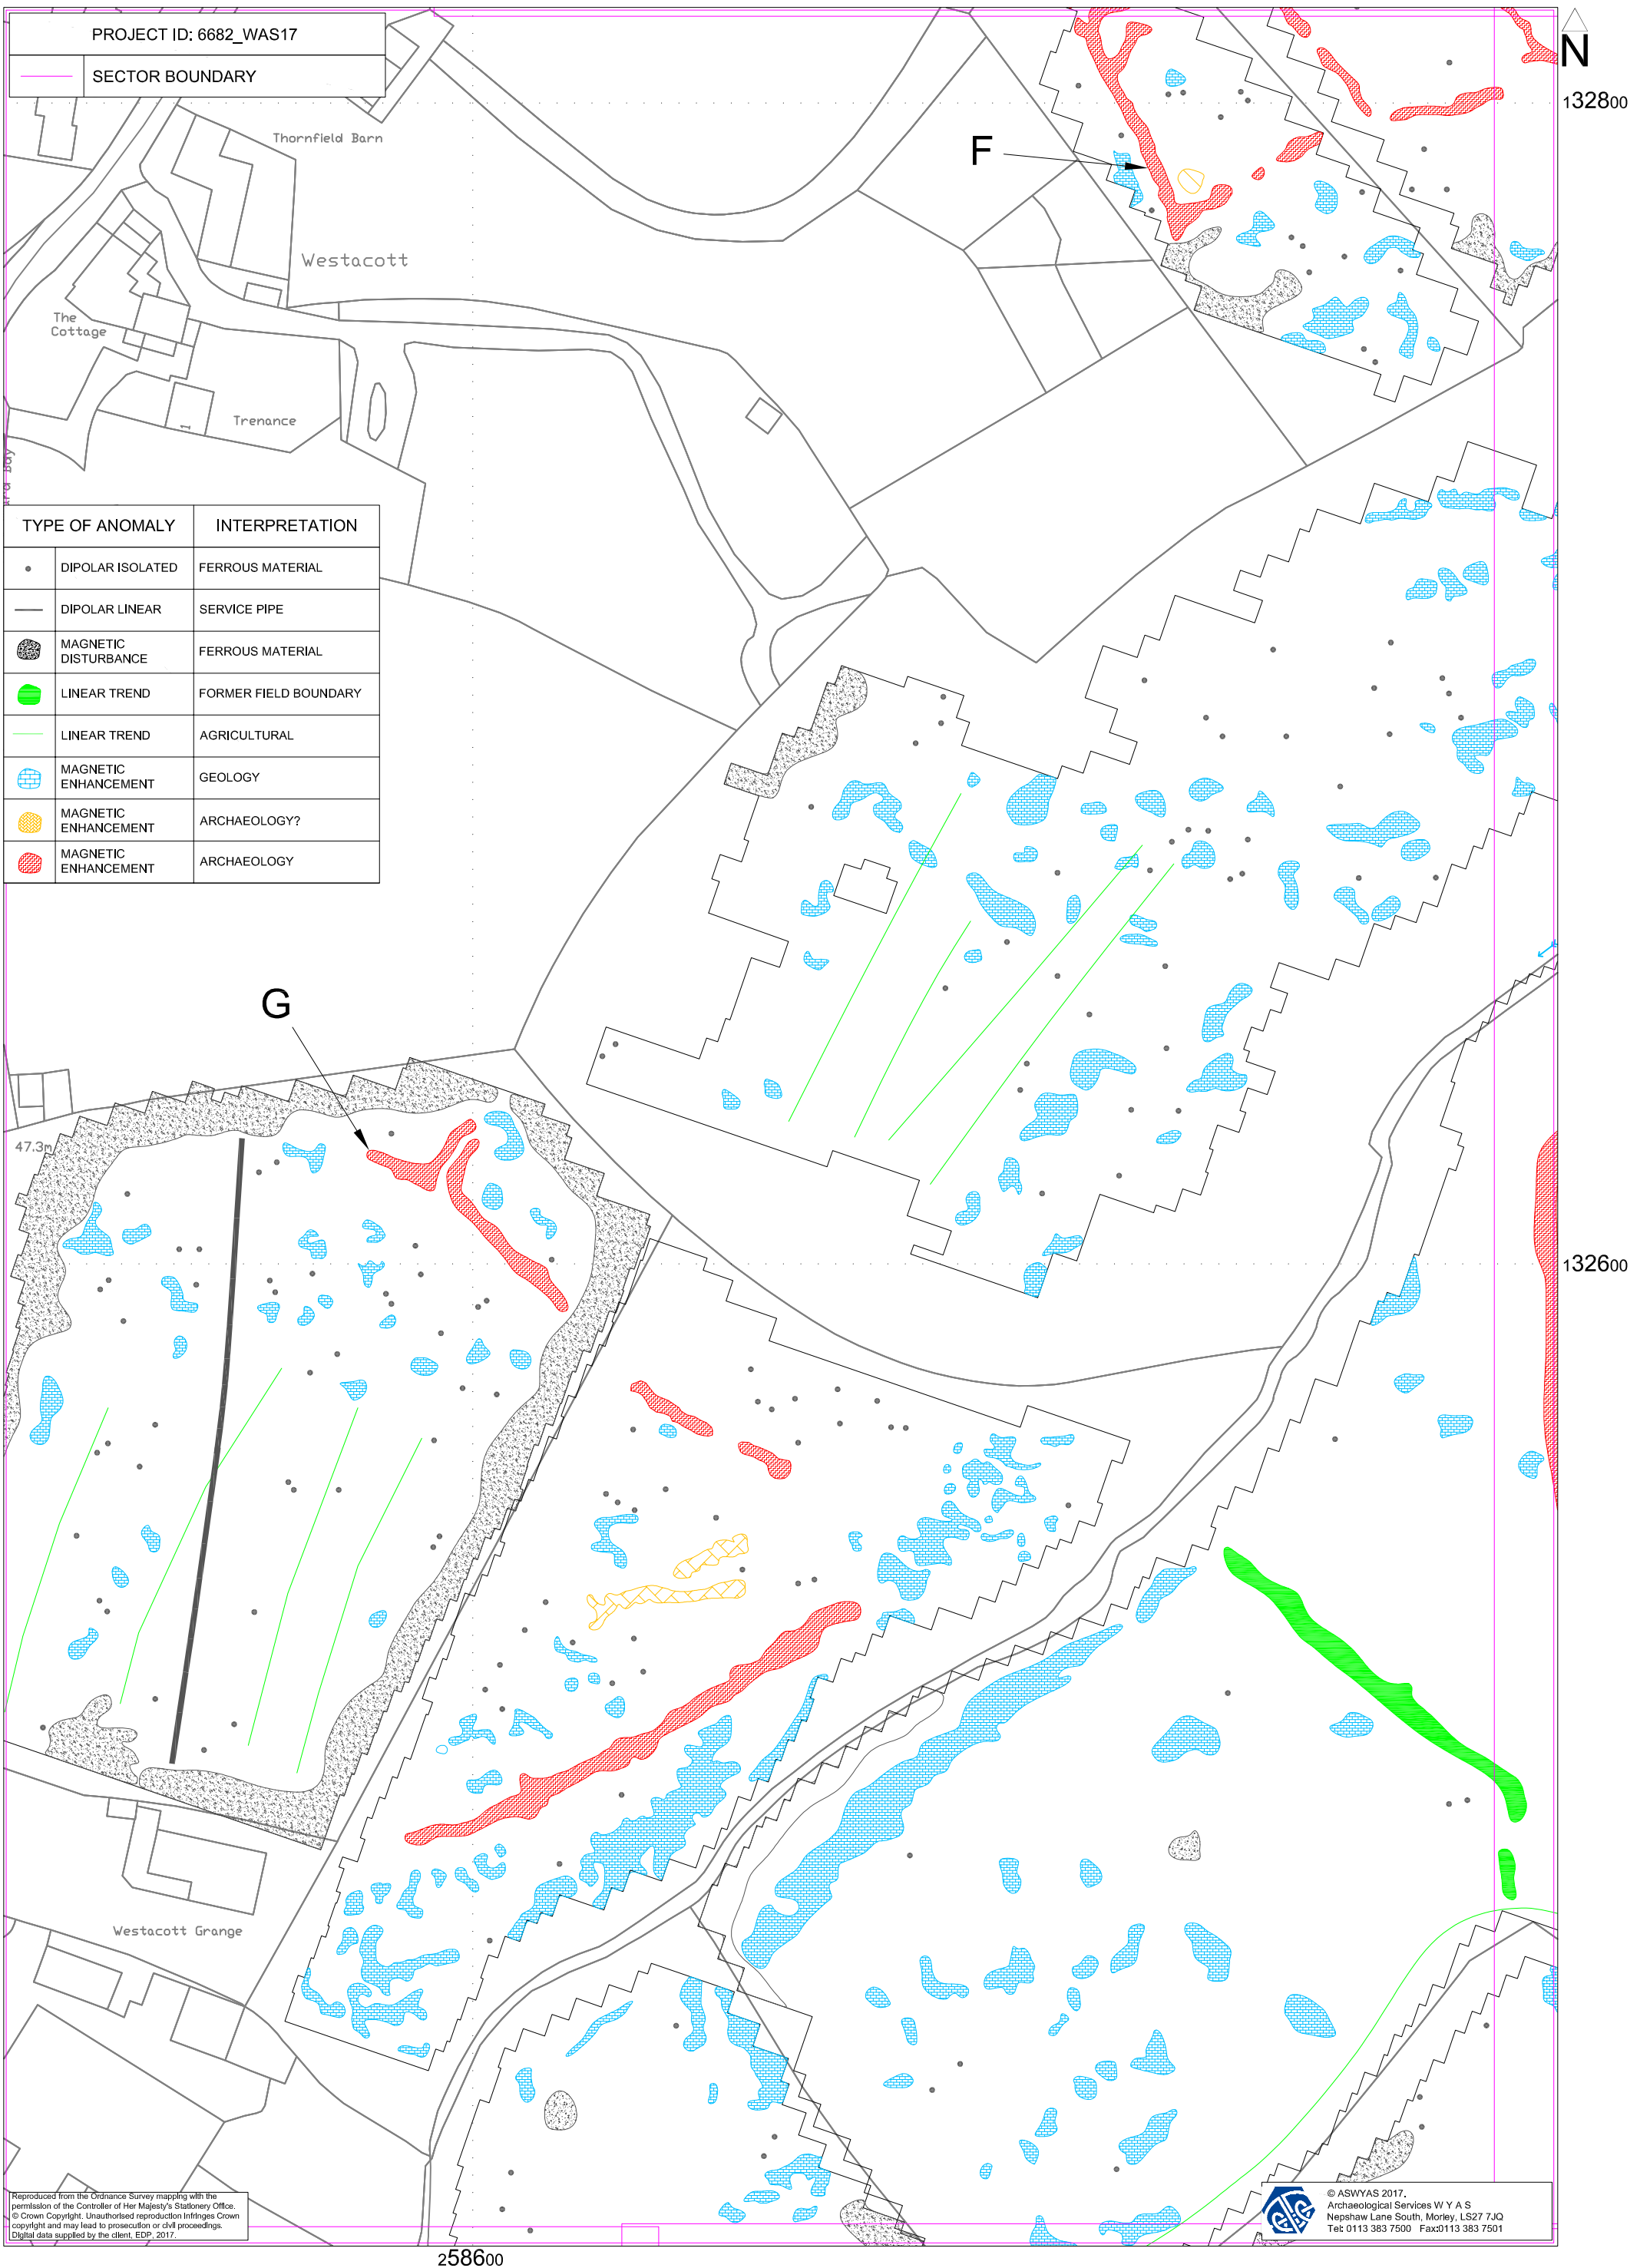 PROJECT ID: 6682_WAS17
SECTOR BOUNDARY
N
132800
Thornfield Barn
F
Westacott
The
Cottage
Trenance
1
TYPE OF ANOMALY INTERPRETATION
DIPOLAR ISOLATED FERROUS MATERIAL
DIPOLAR LINEAR SERVICE PIPE
MAGNETIC
DISTURBANCE FERROUS MATERIAL
LINEAR TREND FORMER FIELD BOUNDARY
LINEAR TREND AGRICULTURAL
MAGNETIC
ENHANCEMENT GEOLOGY
MAGNETIC
ENHANCEMENT ARCHAEOLOGY?
MAGNETIC
ENHANCEMENT ARCHAEOLOGY
G
47.3m
132600
Westacott Grange
Reproduced from the Ordnance Survey mapping with the
permission of the Controller of Her Majesty's Stationery Office.
© Crown Copyright. Unauthorised reproduction infringes Crown
copyright and may lead to prosecution or civil proceedings.
Digital data supplied by the client, EDP, 2017.
© ASWYAS 2017.
Archaeological Services W Y A S
Nepshaw Lane South, Morley, LS27 7JQ
Tel: 0113 383 7500 Fax:0113 383 7501
258600